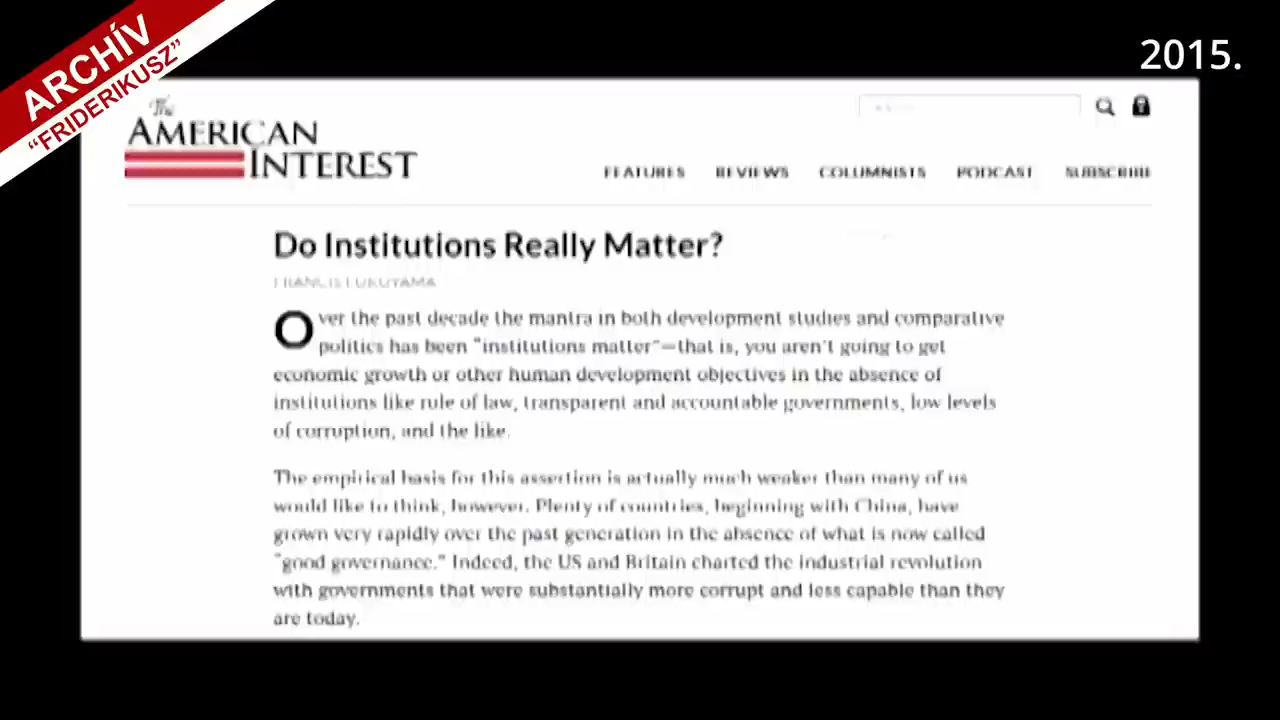 ARCHÍV
"FRIDERIKUSZ"
2015.
The
AMERICAN
INTEREST
FEATURES REVIEWS COLUMNISTS PODCAST SUBSCRIBE
Do Institutions Really Matter?
FRANCIS FUKUYAMA
Over the past decade the mantra in both development studies and comparative
politics has been "institutions matter"—that is, you aren't going to get
economic growth or other human development objectives in the absence of
institutions like rule of law, transparent and accountable governments, low levels
of corruption, and the like.
The empirical basis for this assertion is actually much weaker than many of us
would like to think, however. Plenty of countries, beginning with China, have
grown very rapidly over the past generation in the absence of what is now called
"good governance." Indeed, the US and Britain charted the industrial revolution
with governments that were substantially more corrupt and less capable than they
are today.